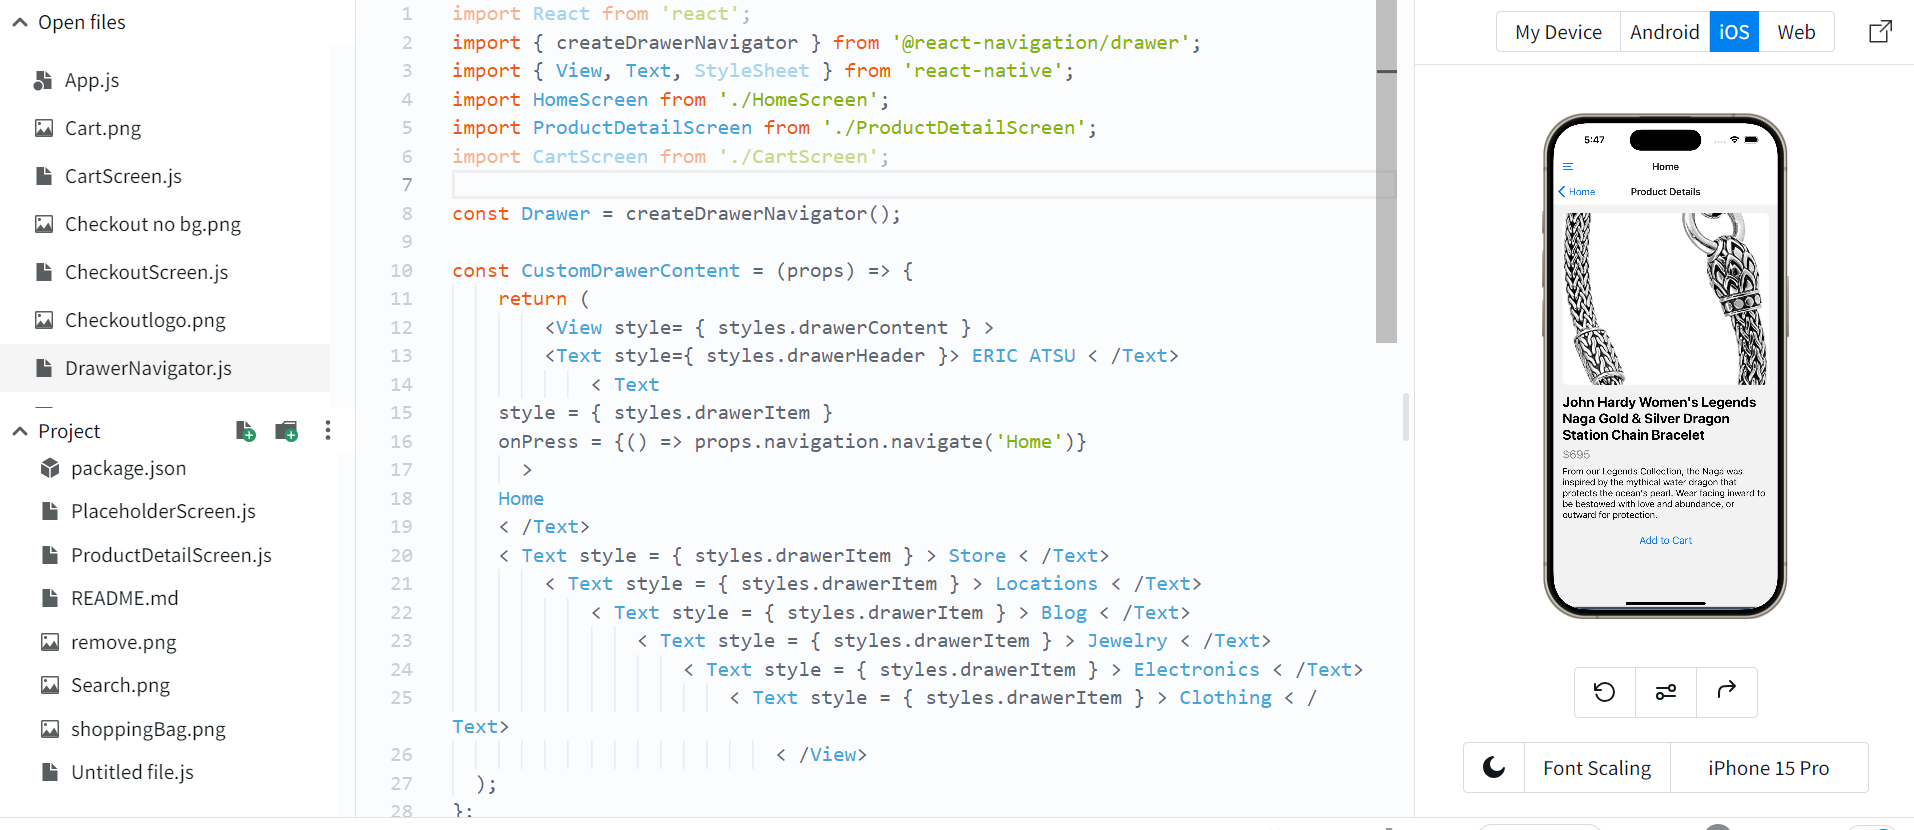 Open files
App.js
Cart.png
CartScreen.js
Checkout no bg.png
CheckoutScreen.js
Checkoutlogo.png
DrawerNavigator.js
Project
package.json
PlaceholderScreen.js
ProductDetailScreen.js
README.md
remove.png
Search.png
shoppingBag.png
Untitled file.js
1 import React from 'react';
2 import { createDrawerNavigator } from '@react-navigation/drawer';
3 import { View, Text, StyleSheet } from 'react-native';
4 import HomeScreen from './HomeScreen';
5 import ProductDetailScreen from './ProductDetailScreen';
6 import CartScreen from './CartScreen';
7
8 const Drawer = createDrawerNavigator();
9
10 const CustomDrawerContent = (props) => {
11 return (
12 <View style= { styles.drawerContent } >
13 <Text style={ styles.drawerHeader }> ERIC ATSU < /Text>
14 < Text
15 style = { styles.drawerItem }
16 onPress = {() => props.navigation.navigate('Home')}
17 >
18 Home
19 < /Text>
20 < Text style = { styles.drawerItem } > Store < /Text>
21 < Text style = { styles.drawerItem } > Locations < /Text>
22 < Text style = { styles.drawerItem } > Blog < /Text>
23 < Text style = { styles.drawerItem } > Jewelry < /Text>
24 < Text style = { styles.drawerItem } > Electronics < /Text>
25 < Text style = { styles.drawerItem } > Clothing < /
Text>
26 < /View>
27 );
28 };
My Device Android iOS Web
5:47
Home
Home Product Details
John Hardy Women's Legends
Naga Gold & Silver Dragon
Station Chain Bracelet
$695
From our Legends Collection, the Naga was
inspired by the mythical water dragon that
protects the ocean's pearl. Wear facing inward to
be bestowed with love and abundance, or
outward for protection.
Add to Cart
Font Scaling iPhone 15 Pro